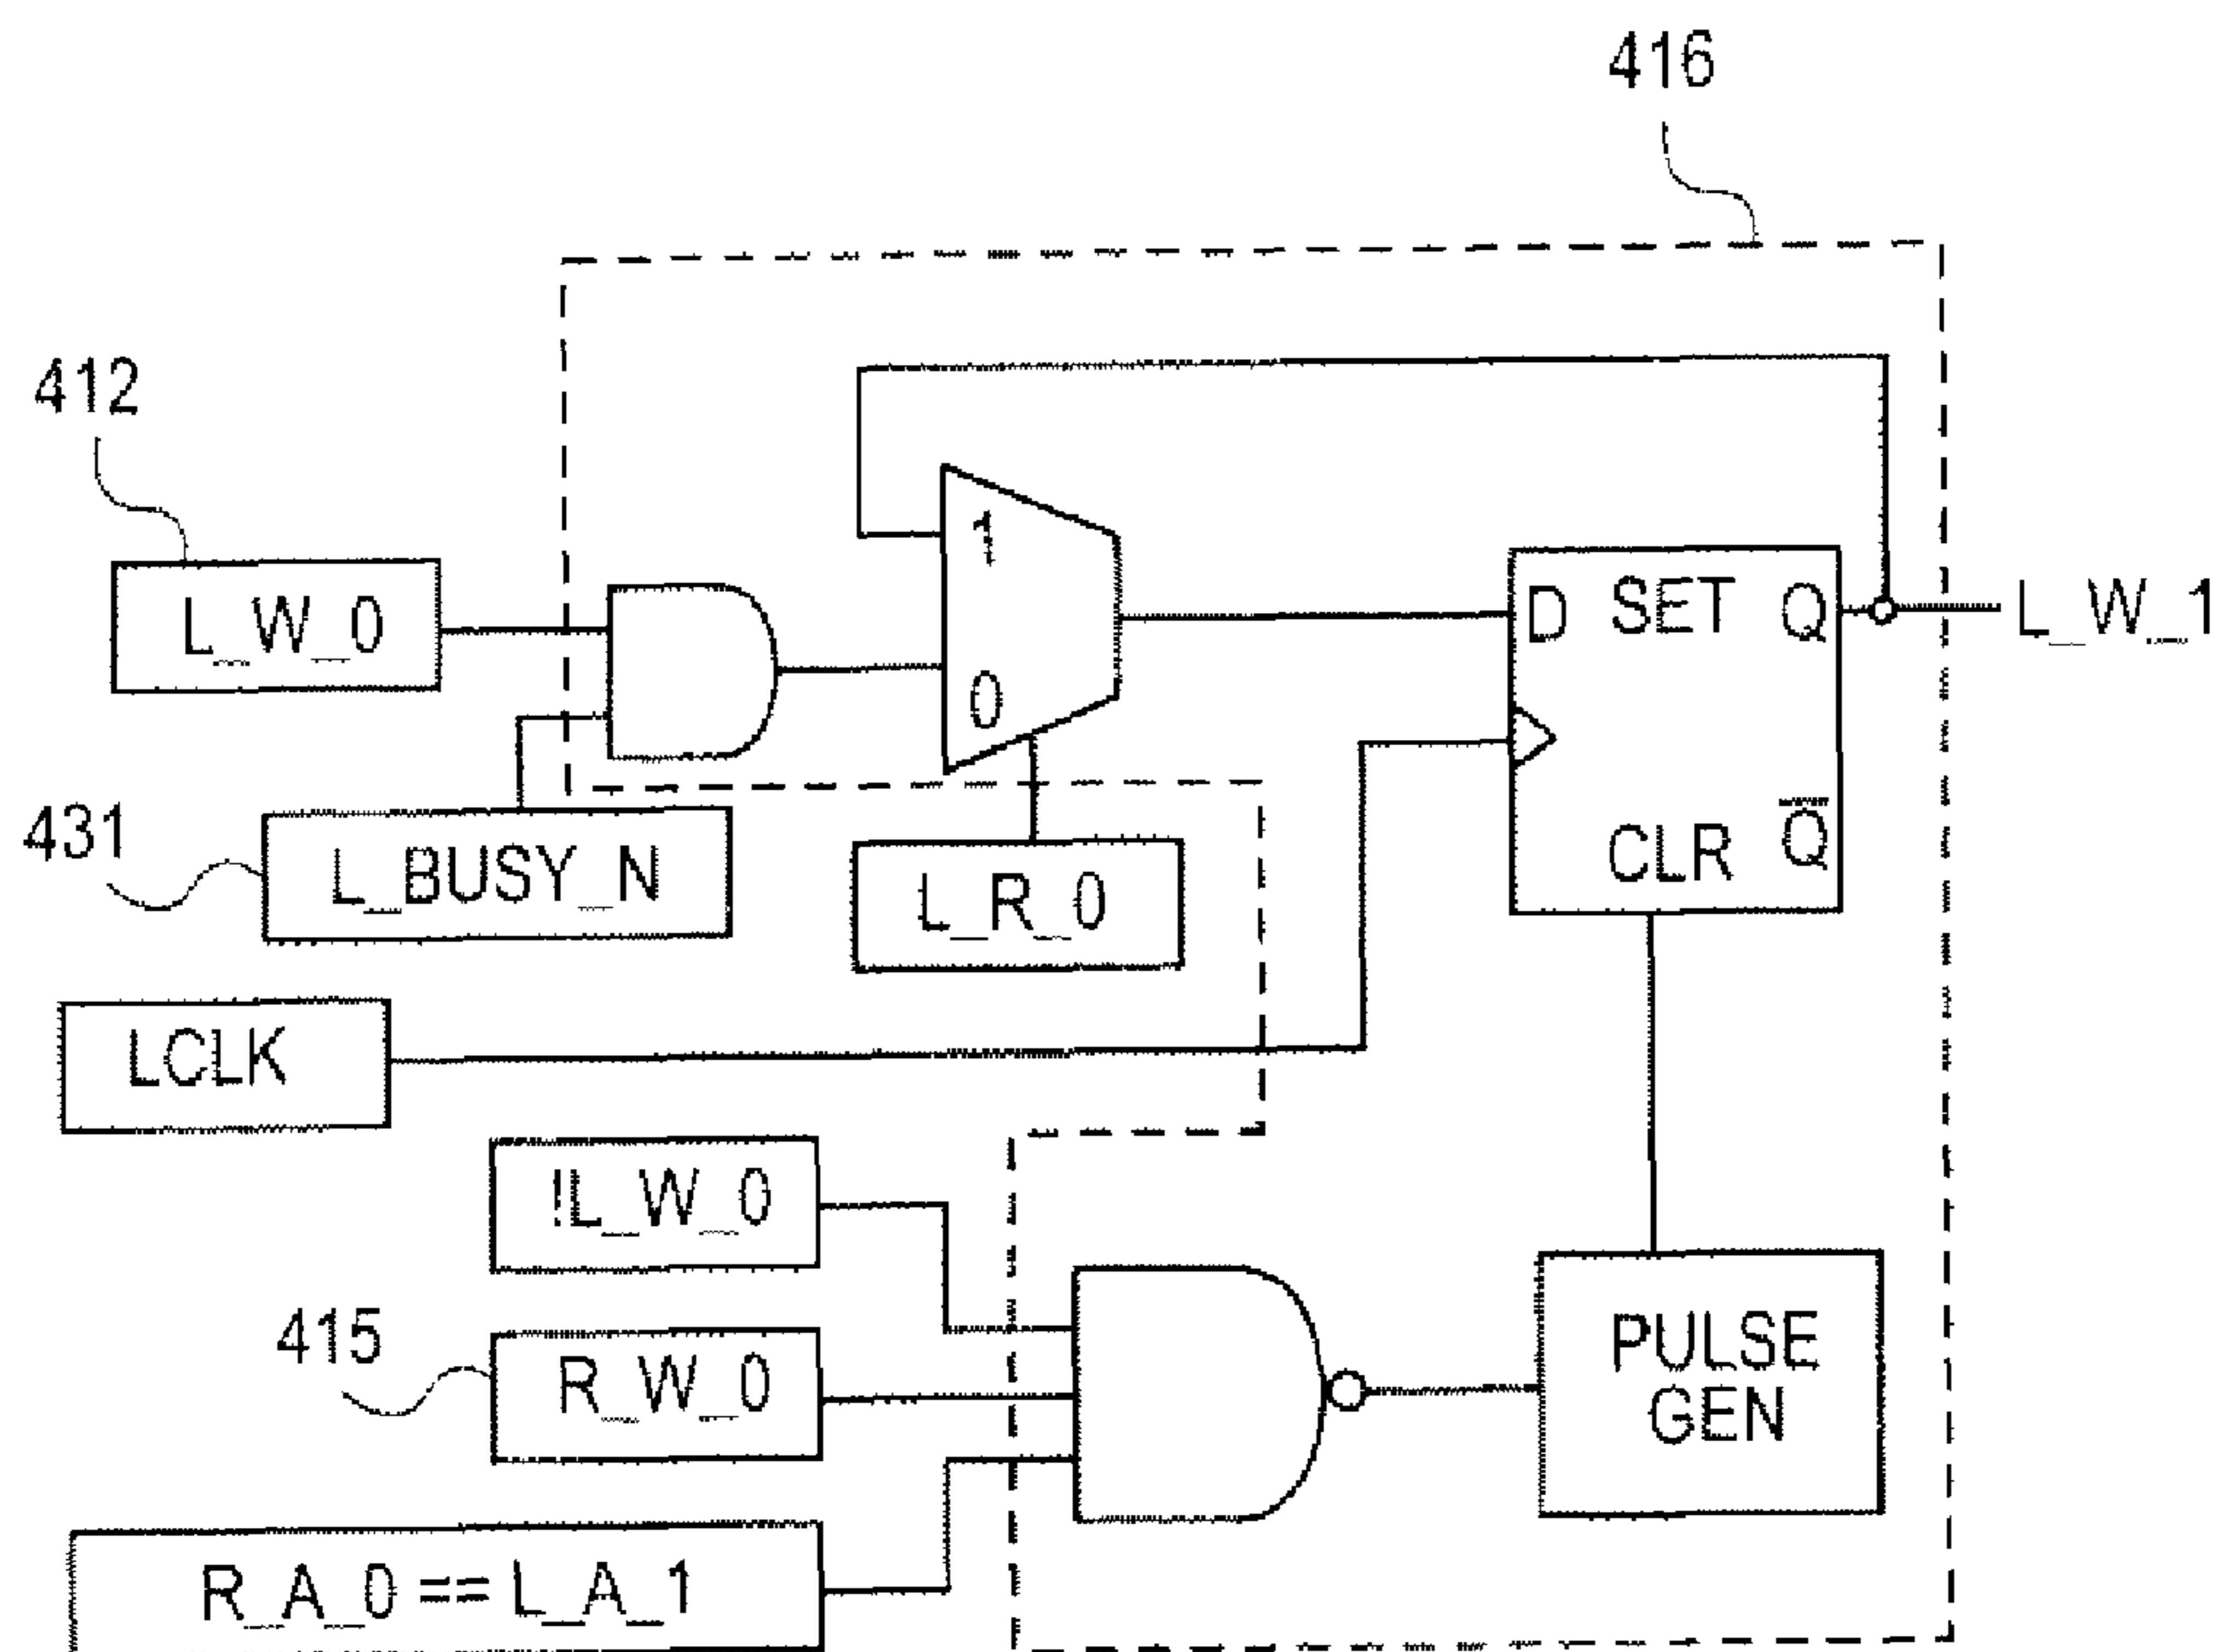 416
412
L_W_0
1
0
D SET Q
L_W_1
CLR Q
431
L_BUSY_N
L_R_0
LCLK
!L_W_0
415
R_W_0
PULSE
GEN
R_A_0 == L_A_1